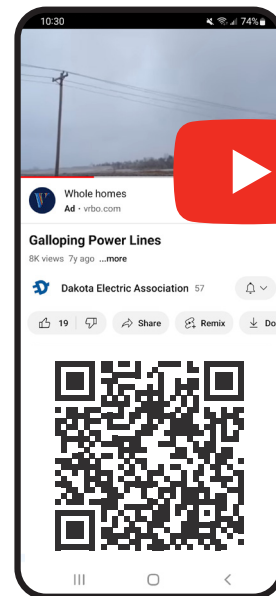 10:30 74%
Whole homes
Ad · vrbo.com
Galloping Power Lines
8K views 7y ago ...more
Dakota Electric Association 57
19 Share Remix Do